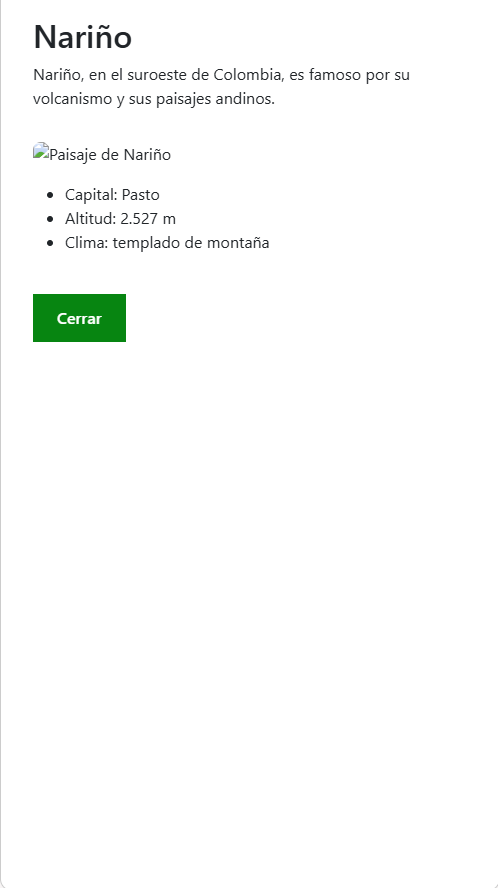 Nariño
Nariño, en el suroeste de Colombia, es famoso por su
volcanismo y sus paisajes andinos.
Paisaje de Nariño
Capital: Pasto
Altitud: 2.527 m
Clima: templado de montaña
Cerrar